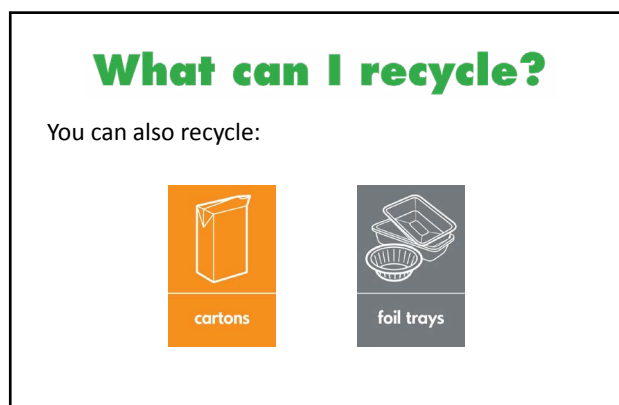 What can I recycle?
You can also recycle:
cartons
foil trays